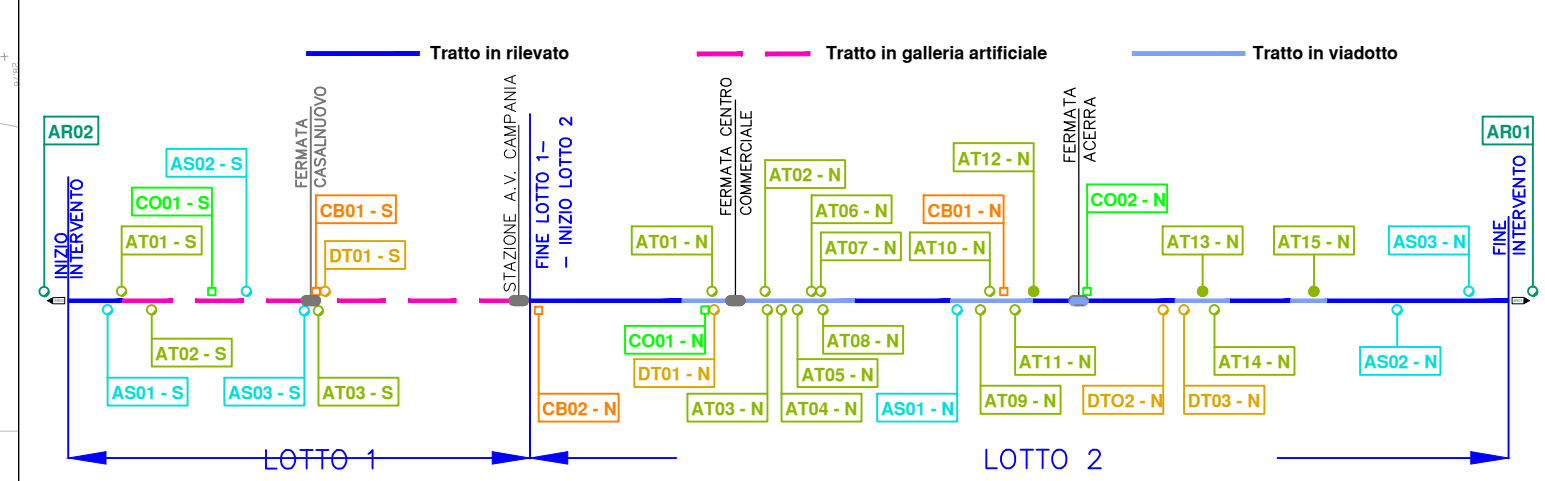 Tratto in rilevato
Tratto in galleria artificiale
Tratto in viadotto
AR02
INIZIO
INTERVENTO
AT01 - S
CO01 - S
AS02 - S
FERMATA
CASALNUOVO
CB01 - S
DT01 - S
STAZIONE A.V. CAMPANIA
FINE LOTTO 1-
- INIZIO LOTTO 2
AT01 - N
FERMATA CENTRO
COMMERCIALE
AT02 - N
AT06 - N
AT07 - N
CB01 - N
AT10 - N
AT12 - N
FERMATA
ACERRA
CO02 - N
AT13 - N
AT15 - N
AS03 - N
FINE
INTERVENTO
AR01
AS01 - S
AT02 - S
AS03 - S
AT03 - S
CB02 - N
CO01 - N
DT01 - N
AT03 - N
AT04 - N
AT05 - N
AT08 - N
AS01 - N
AT09 - N
AT11 - N
DTO2 - N
DT03 - N
AT14 - N
AS02 - N
LOTTO 1
LOTTO 2